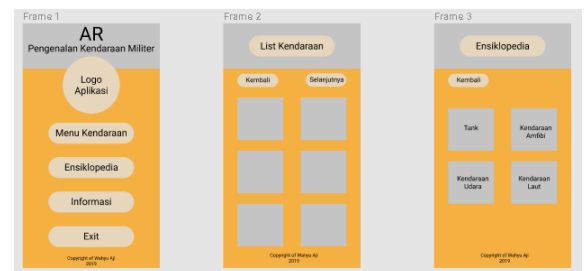 Frame 1
AR
Pengenalan Kendaraan Militer
Logo
Aplikasi
Menu Kendaraan
Ensiklopedia
Informasi
Exit
Copyright of Wahyu Aji
2019
Frame 2
List Kendaraan
Kembali
Selanjutnya
Copyright of Wahyu Aji
2019
Frame 3
Ensiklopedia
Kembali
Tank
Kendaraan
Amfibi
Kendaraan
Udara
Kendaraan
Laut
Copyright of Wahyu Aji
2019